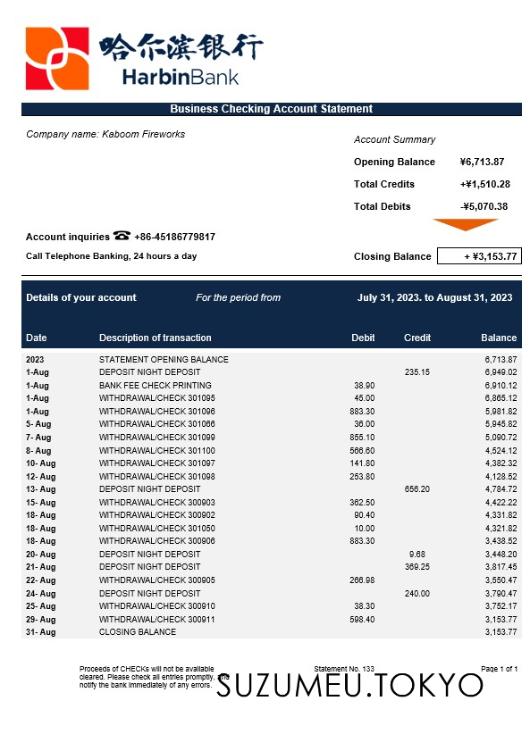 哈尔滨银行
HarbinBank
Business Checking Account Statement
Company name: Kaboom Fireworks
Account Summary
Opening Balance ¥6,713.87
Total Credits +¥1,510.28
Total Debits -¥5,070.38
Account inquiries ☎ +86-45186779817
Call Telephone Banking, 24 hours a day
Closing Balance + ¥3,153.77
Details of your account For the period from July 31, 2023. to August 31, 2023
Date Description of transaction Debit Credit Balance
2023 STATEMENT OPENING BALANCE 6,713.87
1-Aug DEPOSIT NIGHT DEPOSIT 235.15 6,949.02
1-Aug BANK FEE CHECK PRINTING 38.90 6,910.12
1-Aug WITHDRAWAL/CHECK 301095 45.00 6,865.12
1-Aug WITHDRAWAL/CHECK 301096 883.30 5,981.82
5- Aug WITHDRAWAL/CHECK 301066 36.00 5,945.82
7- Aug WITHDRAWAL/CHECK 301099 855.10 5,090.72
8- Aug WITHDRAWAL/CHECK 301100 566.60 4,524.12
10- Aug WITHDRAWAL/CHECK 301097 141.80 4,382.32
12- Aug WITHDRAWAL/CHECK 301098 253.80 4,128.52
13- Aug DEPOSIT NIGHT DEPOSIT 656.20 4,784.72
15- Aug WITHDRAWAL/CHECK 300903 362.50 4,422.22
18- Aug WITHDRAWAL/CHECK 300902 90.40 4,331.82
18- Aug WITHDRAWAL/CHECK 301050 10.00 4,321.82
18- Aug WITHDRAWAL/CHECK 300906 883.30 3,438.52
20- Aug DEPOSIT NIGHT DEPOSIT 9.68 3,448.20
21- Aug DEPOSIT NIGHT DEPOSIT 369.25 3,817.45
22- Aug WITHDRAWAL/CHECK 300905 266.98 3,550.47
24- Aug DEPOSIT NIGHT DEPOSIT 240.00 3,790.47
25- Aug WITHDRAWAL/CHECK 300910 38.30 3,752.17
29- Aug WITHDRAWAL/CHECK 300911 598.40 3,153.77
31- Aug CLOSING BALANCE 3,153.77
Proceeds of CHECKs will not be available Statement No. 133 Page 1 of 1
cleared. Please check all entries promptly, and
notify the bank immediately of any errors.
SUZUMEU.TOKYO